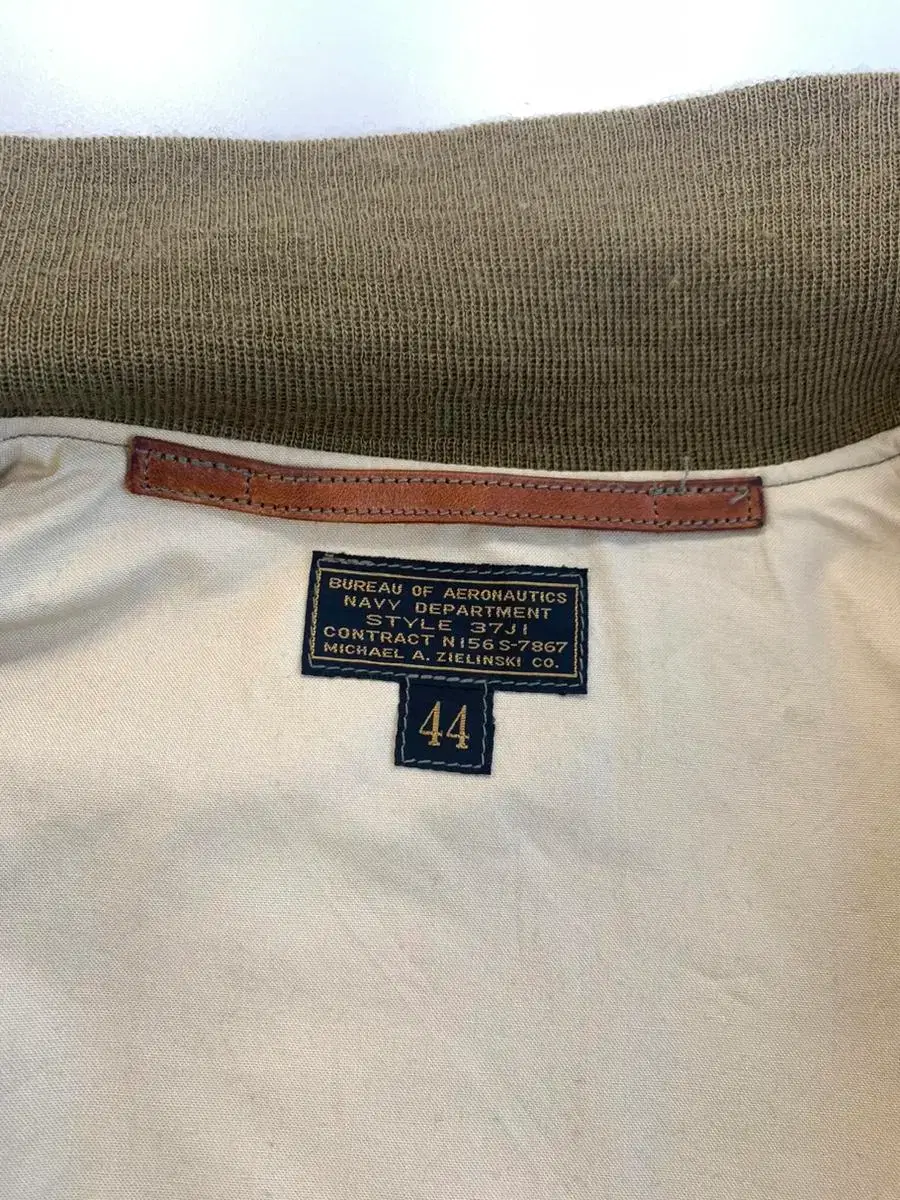 BUREAU OF AERONAUTICS
NAVY DEPARTMENT
STYLE 37J1
CONTRACT N156S-7867
MICHAEL A. ZIELINSKI CO.
44